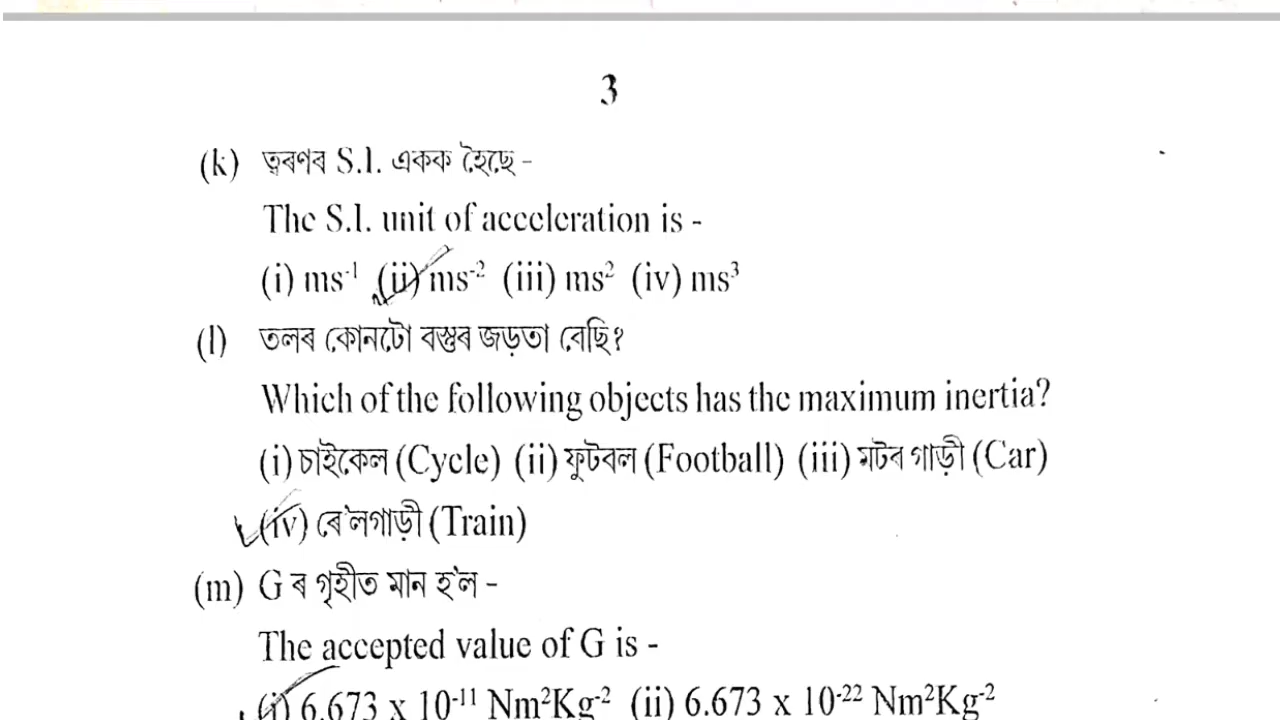 3
(k) ত্বৰণৰ S.I. একক হৈছে -
The S.I. unit of acceleration is -
(i) ms⁻¹ (ii) ms⁻² (iii) ms² (iv) ms³
(l) তলৰ কোনটো বস্তুৰ জড়তা বেছি?
Which of the following objects has the maximum inertia?
(i) চাইকেল (Cycle) (ii) ফুটবল (Football) (iii) মটৰ গাড়ী (Car)
(iv) ৰে'লগাড়ী (Train)
(m) G ৰ গৃহীত মান হ'ল -
The accepted value of G is -
(i) 6.673 x 10⁻¹¹ Nm²Kg⁻² (ii) 6.673 x 10⁻²² Nm²Kg⁻²